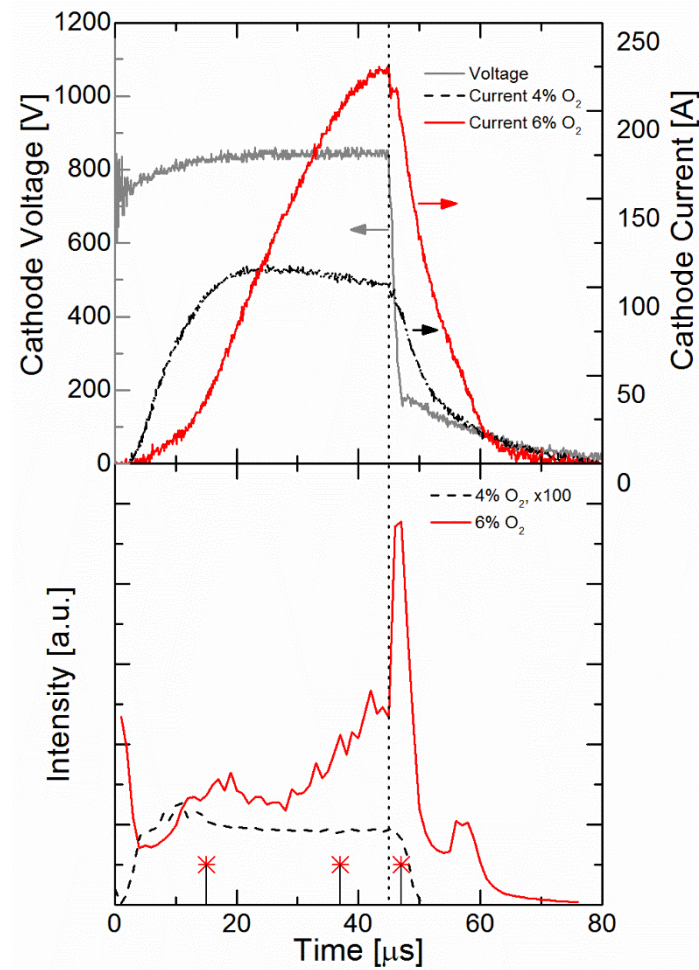 1200
1000
800
600
400
200
0
Cathode Voltage [V]
250
200
150
100
50
0
Cathode Current [A]
Voltage
Current 4% O₂
Current 6% O₂
4% O₂, x100
6% O₂
Intensity [a.u.]
0 20 40 60 80
Time [μs]